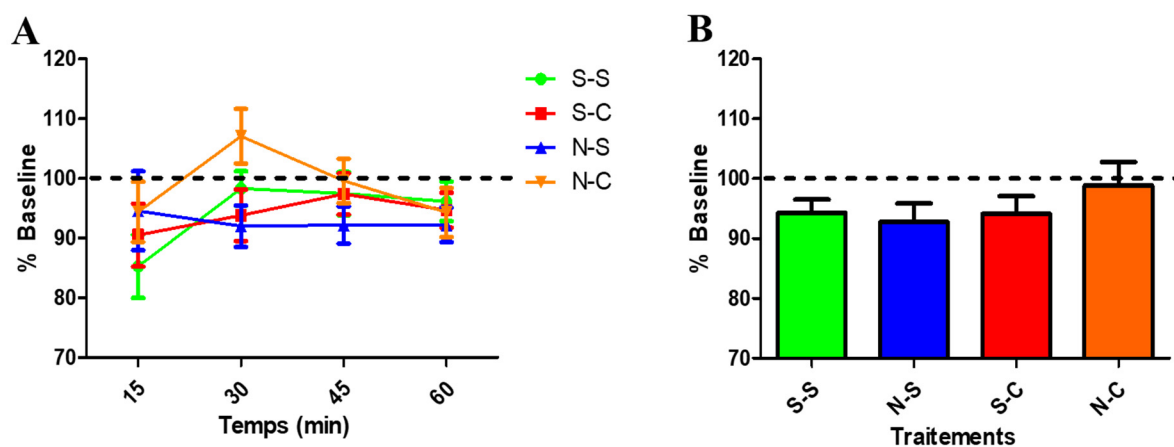 A
% Baseline
120
110
100
90
80
70
15 30 45 60
Temps (min)
S-S
S-C
N-S
N-C
B
% Baseline
120
110
100
90
80
70
S-S N-S S-C N-C
Traitements